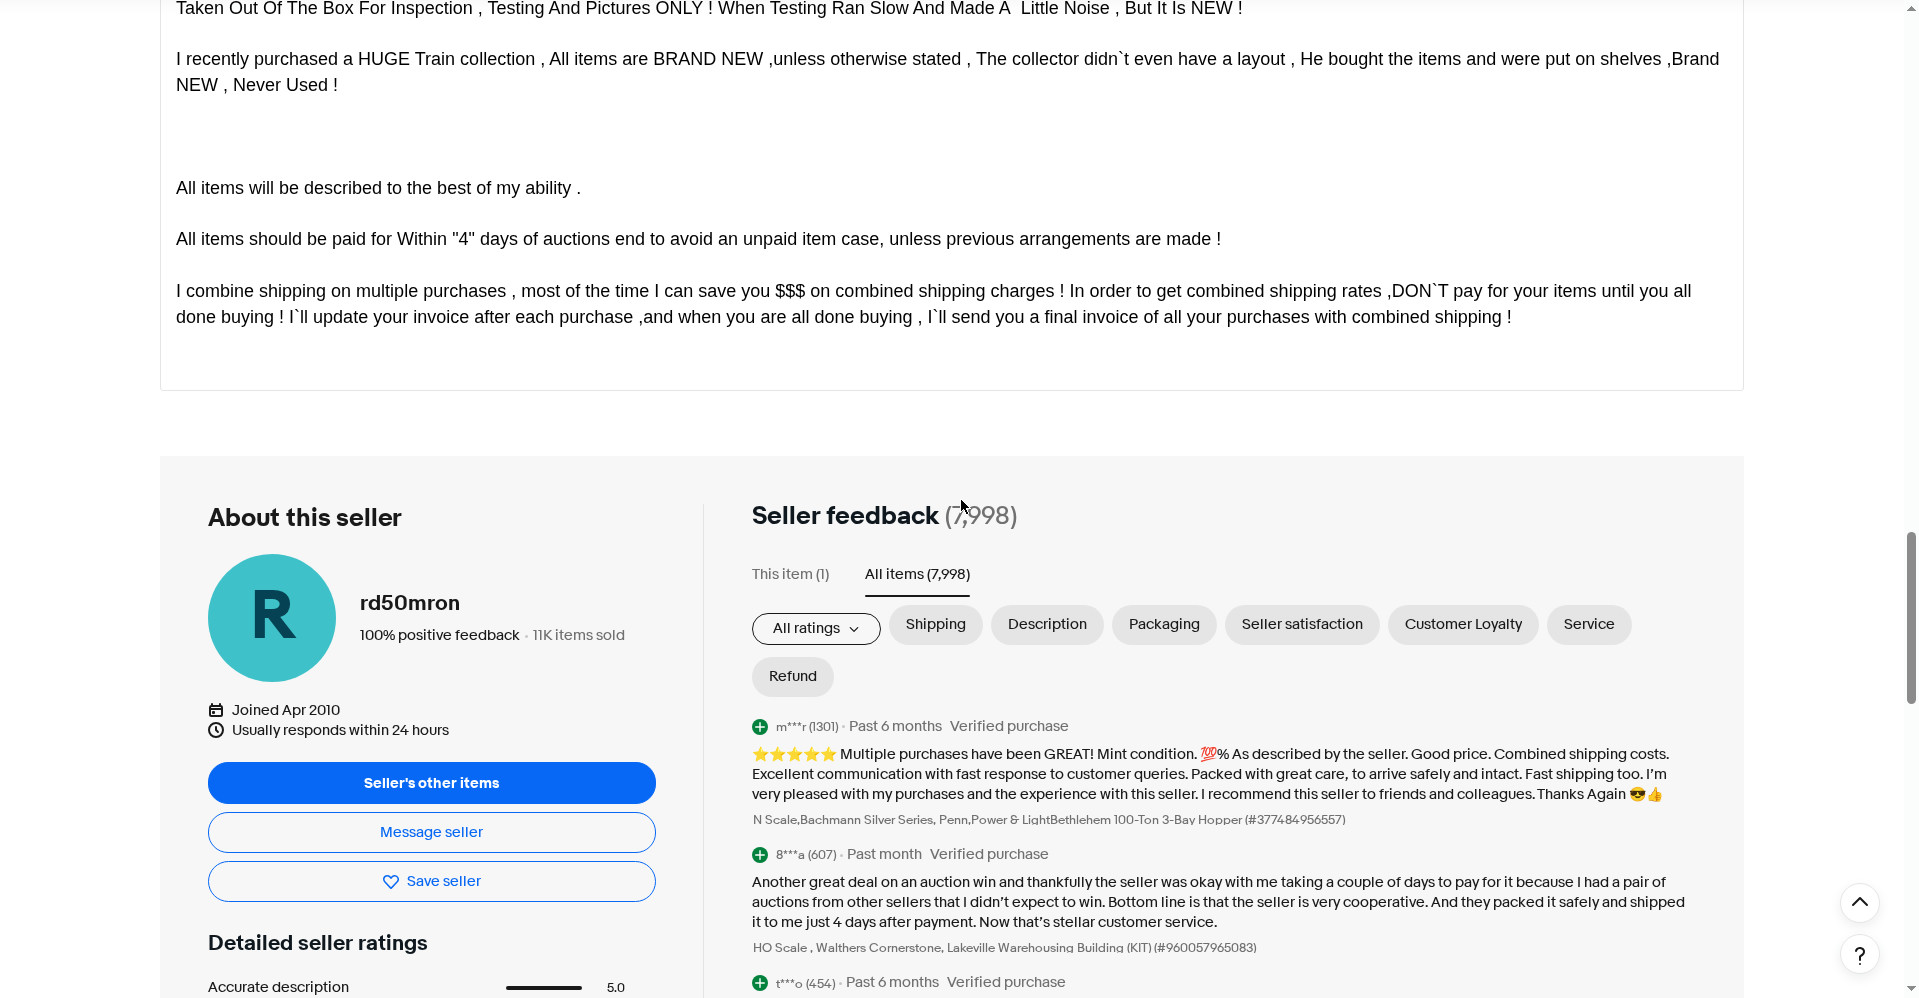 Taken Out Of The Box For Inspection , Testing And Pictures ONLY ! When Testing Ran Slow And Made A  Little Noise , But It Is NEW !
I recently purchased a HUGE Train collection , All items are BRAND NEW ,unless otherwise stated , The collector didn`t even have a layout , He bought the items and were put on shelves ,Brand
NEW , Never Used !
All items will be described to the best of my ability .
All items should be paid for Within "4" days of auctions end to avoid an unpaid item case, unless previous arrangements are made !
I combine shipping on multiple purchases , most of the time I can save you $$$ on combined shipping charges ! In order to get combined shipping rates ,DON`T pay for your items until you all
done buying ! I`ll update your invoice after each purchase ,and when you are all done buying , I`ll send you a final invoice of all your purchases with combined shipping !
About this seller
R
rd50mron
100% positive feedback · 11K items sold
Joined Apr 2010
Usually responds within 24 hours
Seller's other items
Message seller
Save seller
Detailed seller ratings
Accurate description 5.0
Seller feedback (7,998)
This item (1) All items (7,998)
All ratings Shipping Description Packaging Seller satisfaction Customer Loyalty Service
Refund
m***r (1301) · Past 6 months Verified purchase
⭐⭐⭐⭐⭐ Multiple purchases have been GREAT! Mint condition. 💯% As described by the seller. Good price. Combined shipping costs.
Excellent communication with fast response to customer queries. Packed with great care, to arrive safely and intact. Fast shipping too. I’m
very pleased with my purchases and the experience with this seller. I recommend this seller to friends and colleagues. Thanks Again 😎👍
N Scale,Bachmann Silver Series, Penn,Power & LightBethlehem 100-Ton 3-Bay Hopper (#377484956557)
8***a (607) · Past month Verified purchase
Another great deal on an auction win and thankfully the seller was okay with me taking a couple of days to pay for it because I had a pair of
auctions from other sellers that I didn’t expect to win. Bottom line is that the seller is very cooperative. And they packed it safely and shipped
it to me just 4 days after payment. Now that’s stellar customer service.
HO Scale , Walthers Cornerstone, Lakeville Warehousing Building (KIT) (#960057965083)
t***o (454) · Past 6 months Verified purchase
?